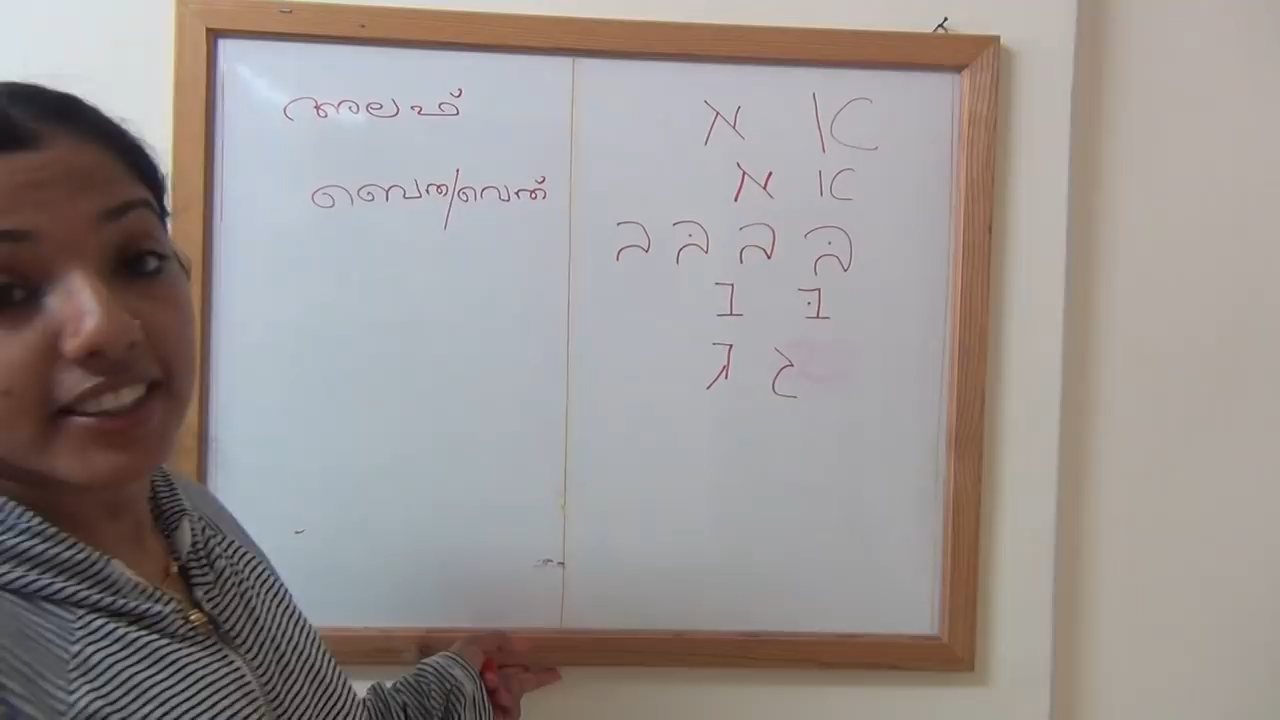 അലഫ്
ബെത/വെത്
א א
א א
בּ ב בּ ב
בּ ב
ג ג